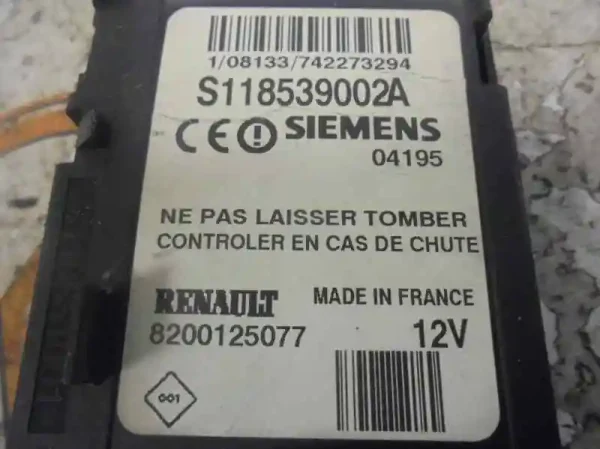 1/08133/742273294
S118539002A
CE SIEMENS
04195
NE PAS LAISSER TOMBER
CONTROLER EN CAS DE CHUTE
RENAULT MADE IN FRANCE
8200125077 12V
001